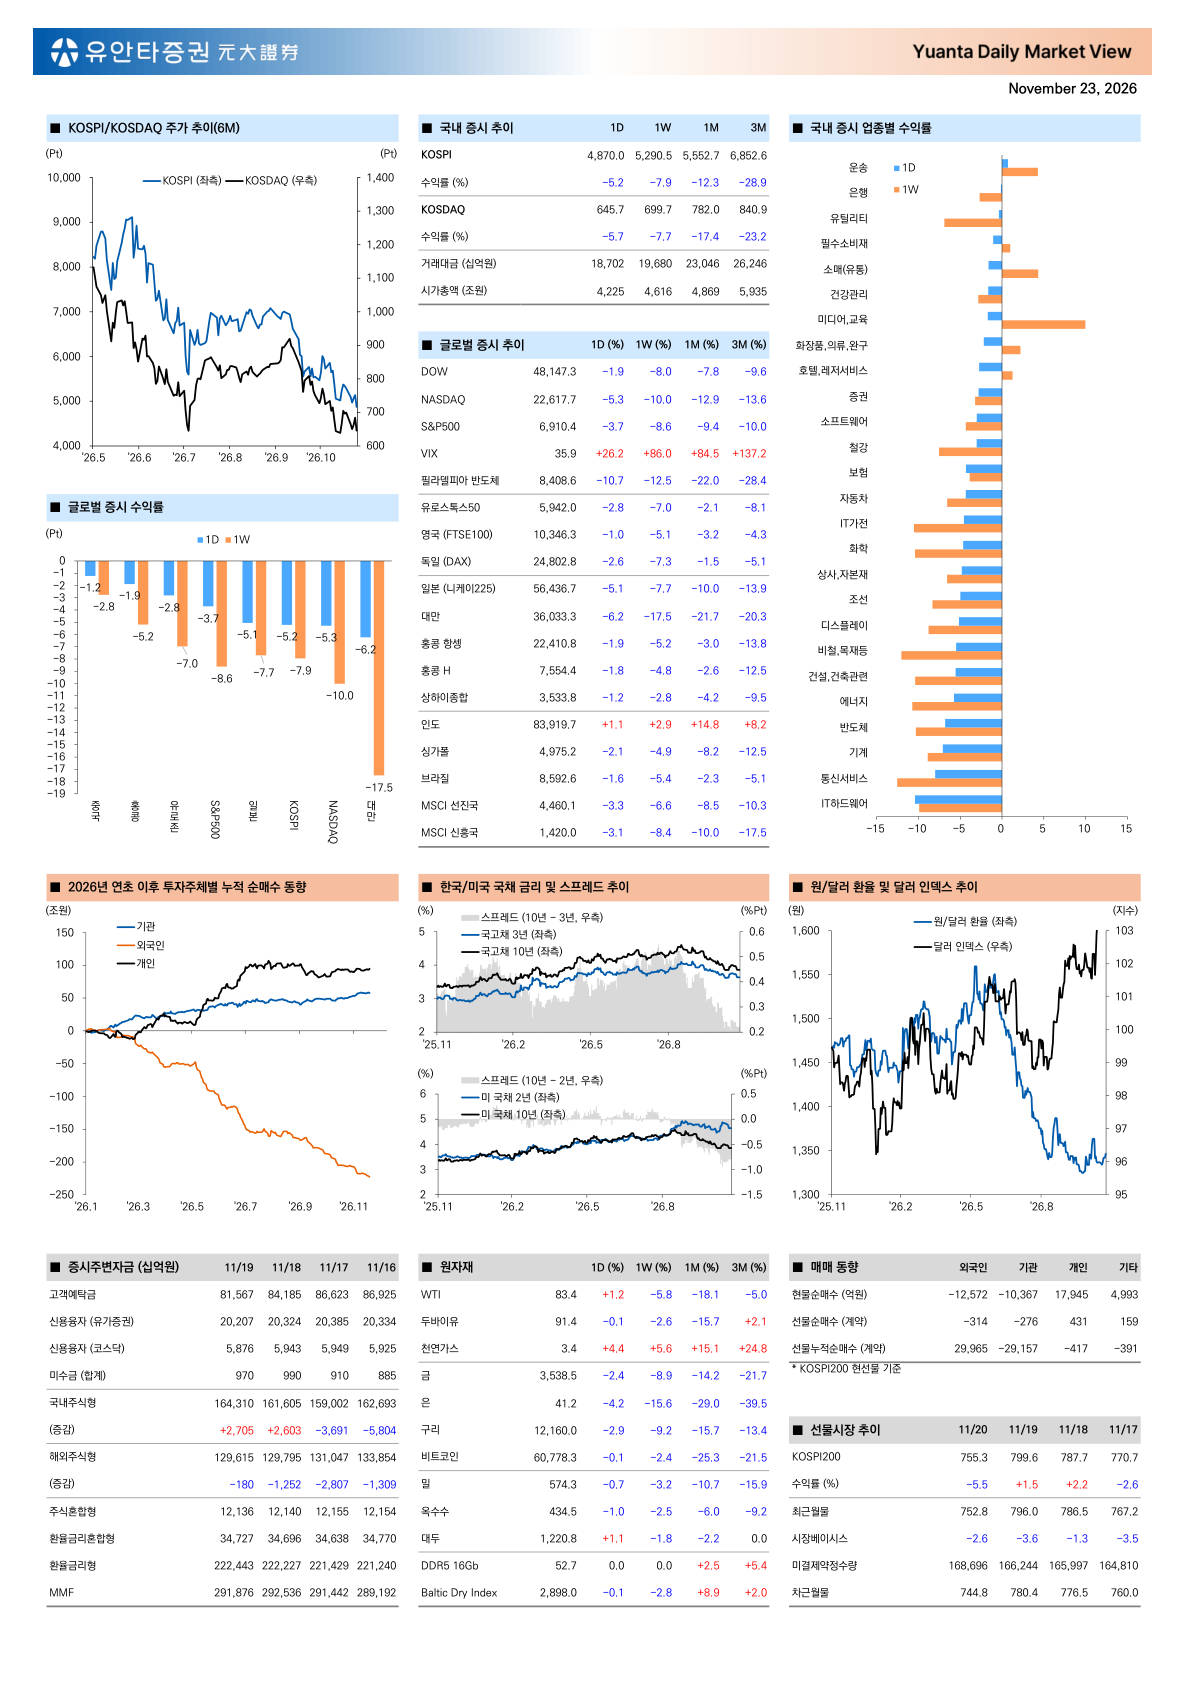 유안타증권 元大證券
Yuanta Daily Market View
November 23, 2026
■ KOSPI/KOSDAQ 주가 추이(6M)
(Pt) (Pt)
KOSPI (좌측) KOSDAQ (우측)
10,000 1,400
9,000 1,300
8,000 1,200
7,000 1,100
6,000 1,000
5,000 900
4,000 800
700
600
'26.5 '26.6 '26.7 '26.8 '26.9 '26.10
■ 글로벌 증시 수익률
(Pt)
1D 1W
0
-1
-2
-3
-4
-5
-6
-7
-8
-9
-10
-11
-12
-13
-14
-15
-16
-17
-18
-19
-1.2 -1.9 -2.8 -3.7 -5.1 -5.2 -5.3 -6.2
-2.8 -5.2 -7.0 -8.6 -7.7 -7.9 -10.0 -17.5
중국 홍콩 유로존 S&P500 일본 KOSPI NASDAQ 대만
■ 국내 증시 추이 1D 1W 1M 3M
KOSPI 4,870.0 5,290.5 5,552.7 6,852.6
수익률 (%) -5.2 -7.9 -12.3 -28.9
KOSDAQ 645.7 699.7 782.0 840.9
수익률 (%) -5.7 -7.7 -17.4 -23.2
거래대금 (십억원) 18,702 19,680 23,046 26,246
시가총액 (조원) 4,225 4,616 4,869 5,935
■ 글로벌 증시 추이 1D (%) 1W (%) 1M (%) 3M (%)
DOW 48,147.3 -1.9 -8.0 -7.8 -9.6
NASDAQ 22,617.7 -5.3 -10.0 -12.9 -13.6
S&P500 6,910.4 -3.7 -8.6 -9.4 -10.0
VIX 35.9 +26.2 +86.0 +84.5 +137.2
필라델피아 반도체 8,408.6 -10.7 -12.5 -22.0 -28.4
유로스톡스50 5,942.0 -2.8 -7.0 -2.1 -8.1
영국 (FTSE100) 10,346.3 -1.0 -5.1 -3.2 -4.3
독일 (DAX) 24,802.8 -2.6 -7.3 -1.5 -5.1
일본 (니케이225) 56,436.7 -5.1 -7.7 -10.0 -13.9
대만 36,033.3 -6.2 -17.5 -21.7 -20.3
홍콩 항셍 22,410.8 -1.9 -5.2 -3.0 -13.8
홍콩 H 7,554.4 -1.8 -4.8 -2.6 -12.5
상하이종합 3,533.8 -1.2 -2.8 -4.2 -9.5
인도 83,919.7 +1.1 +2.9 +14.8 +8.2
싱가폴 4,975.2 -2.1 -4.9 -8.2 -12.5
브라질 8,592.6 -1.6 -5.4 -2.3 -5.1
MSCI 선진국 4,460.1 -3.3 -6.6 -8.5 -10.3
MSCI 신흥국 1,420.0 -3.1 -8.4 -10.0 -17.5
■ 국내 증시 업종별 수익률
1D
1W
운송
은행
유틸리티
필수소비재
소매(유통)
건강관리
미디어,교육
화장품,의류,완구
호텔,레저서비스
증권
소프트웨어
철강
보험
자동차
IT가전
화학
상사,자본재
조선
디스플레이
비철,목재등
건설,건축관련
에너지
반도체
기계
통신서비스
IT하드웨어
-15 -10 -5 0 5 10 15
■ 2026년 연초 이후 투자주체별 누적 순매수 동향
(조원)
기관
외국인
개인
150
100
50
0
-50
-100
-150
-200
-250
'26.1 '26.3 '26.5 '26.7 '26.9 '26.11
■ 한국/미국 국채 금리 및 스프레드 추이
(%) (%Pt)
스프레드 (10년 - 3년, 우측)
국고채 3년 (좌측)
국고채 10년 (좌측)
5 0.6
4 0.5
3 0.4
2 0.3
0.2
'25.11 '26.2 '26.5 '26.8
(%) (%Pt)
스프레드 (10년 - 2년, 우측)
미 국채 2년 (좌측)
미 국채 10년 (좌측)
6 0.5
5 0.0
4 -0.5
3 -1.0
2 -1.5
'25.11 '26.2 '26.5 '26.8
■ 원/달러 환율 및 달러 인덱스 추이
(원) (지수)
원/달러 환율 (좌측)
달러 인덱스 (우측)
1,600 103
1,550 102
1,500 101
1,450 100
1,400 99
1,350 98
1,300 97
96
95
'25.11 '26.2 '26.5 '26.8
■ 증시주변자금 (십억원) 11/19 11/18 11/17 11/16
고객예탁금 81,567 84,185 86,623 86,925
신용융자 (유가증권) 20,207 20,324 20,385 20,334
신용융자 (코스닥) 5,876 5,943 5,949 5,925
미수금 (합계) 970 990 910 885
국내주식형 164,310 161,605 159,002 162,693
(증감) +2,705 +2,603 -3,691 -5,804
해외주식형 129,615 129,795 131,047 133,854
(증감) -180 -1,252 -2,807 -1,309
주식혼합형 12,136 12,140 12,155 12,154
환율금리혼합형 34,727 34,696 34,638 34,770
환율금리형 222,443 222,227 221,429 221,240
MMF 291,876 292,536 291,442 289,192
■ 원자재 1D (%) 1W (%) 1M (%) 3M (%)
WTI 83.4 +1.2 -5.8 -18.1 -5.0
두바이유 91.4 -0.1 -2.6 -15.7 +2.1
천연가스 3.4 +4.4 +5.6 +15.1 +24.8
금 3,538.5 -2.4 -8.9 -14.2 -21.7
은 41.2 -4.2 -15.6 -29.0 -39.5
구리 12,160.0 -2.9 -9.2 -15.7 -13.4
비트코인 60,778.3 -0.1 -2.4 -25.3 -21.5
밀 574.3 -0.7 -3.2 -10.7 -15.9
옥수수 434.5 -1.0 -2.5 -6.0 -9.2
대두 1,220.8 +1.1 -1.8 -2.2 0.0
DDR5 16Gb 52.7 0.0 0.0 +2.5 +5.4
Baltic Dry Index 2,898.0 -0.1 -2.8 +8.9 +2.0
■ 매매 동향 외국인 기관 개인 기타
현물순매수 (억원) -12,572 -10,367 17,945 4,993
선물순매수 (계약) -314 -276 431 159
선물누적순매수 (계약) 29,965 -29,157 -417 -391
* KOSPI200 현선물 기준
■ 선물시장 추이 11/20 11/19 11/18 11/17
KOSPI200 755.3 799.6 787.7 770.7
수익률 (%) -5.5 +1.5 +2.2 -2.6
최근월물 752.8 796.0 786.5 767.2
시장베이시스 -2.6 -3.6 -1.3 -3.5
미결제약정수량 168,696 166,244 165,997 164,810
차근월물 744.8 780.4 776.5 760.0